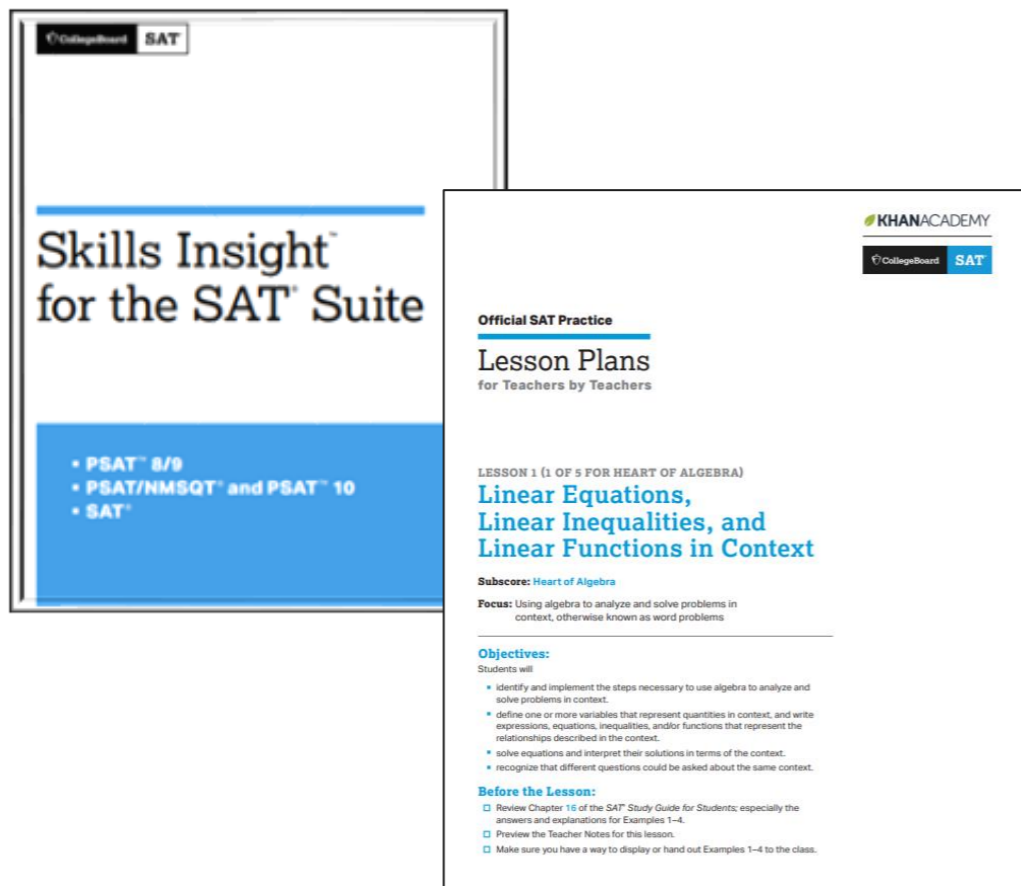 CollegeBoard SAT
Skills Insight™
for the SAT® Suite
▪ PSAT™ 8/9
▪ PSAT/NMSQT® and PSAT™ 10
▪ SAT®
KHANACADEMY
CollegeBoard SAT
Official SAT Practice
Lesson Plans
for Teachers by Teachers
LESSON 1 (1 OF 5 FOR HEART OF ALGEBRA)
Linear Equations,
Linear Inequalities, and
Linear Functions in Context
Subscore: Heart of Algebra
Focus: Using algebra to analyze and solve problems in
context, otherwise known as word problems
Objectives:
Students will
▪ identify and implement the steps necessary to use algebra to analyze and
solve problems in context.
▪ define one or more variables that represent quantities in context, and write
expressions, equations, inequalities, and/or functions that represent the
relationships described in the context.
▪ solve equations and interpret their solutions in terms of the context.
▪ recognize that different questions could be asked about the same context.
Before the Lesson:
☐ Review Chapter 16 of the SAT® Study Guide for Students; especially the
answers and explanations for Examples 1–4.
☐ Preview the Teacher Notes for this lesson.
☐ Make sure you have a way to display or hand out Examples 1–4 to the class.